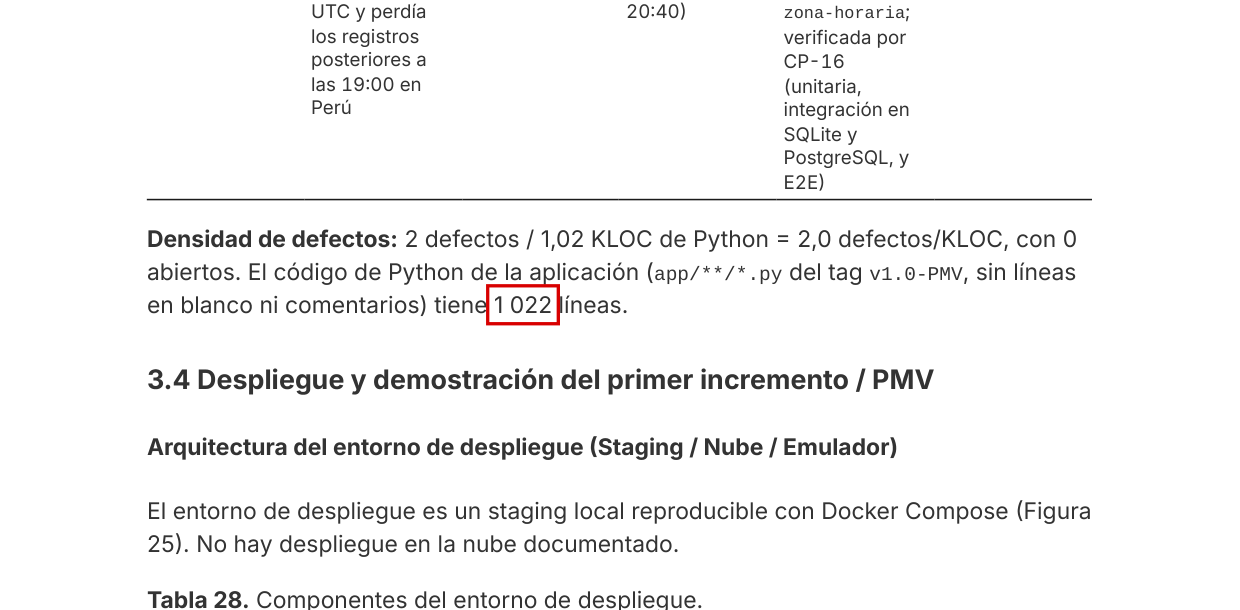 UTC y perdía
los registros
posteriores a
las 19:00 en
Perú
20:40)
zona-horaria;
verificada por
CP-16
(unitaria,
integración en
SQLite y
PostgreSQL, y
E2E)
Densidad de defectos: 2 defectos / 1,02 KLOC de Python = 2,0 defectos/KLOC, con 0
abiertos. El código de Python de la aplicación (app/**/*.py del tag v1.0-PMV, sin líneas
en blanco ni comentarios) tiene 1 022 líneas.
3.4 Despliegue y demostración del primer incremento / PMV
Arquitectura del entorno de despliegue (Staging / Nube / Emulador)
El entorno de despliegue es un staging local reproducible con Docker Compose (Figura
25). No hay despliegue en la nube documentado.
Tabla 28. Componentes del entorno de despliegue.